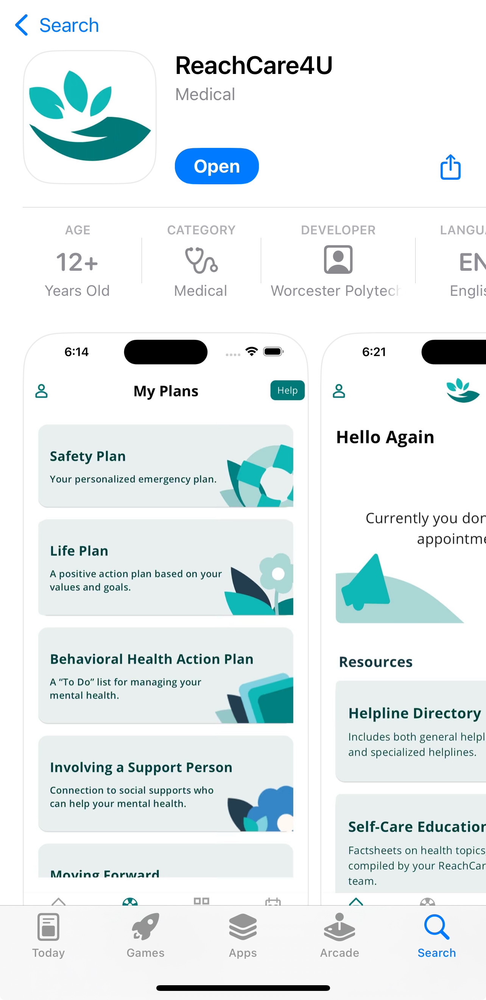 Search
ReachCare4U
Medical
Open
AGE
12+
Years Old
CATEGORY
Medical
DEVELOPER
Worcester Polytech
LANGUA
EN
Englis
6:14
My Plans
Help
Safety Plan
Your personalized emergency plan.
Life Plan
A positive action plan based on your
values and goals.
Behavioral Health Action Plan
A “To Do” list for managing your
mental health.
Involving a Support Person
Connection to social supports who
can help your mental health.
Moving Forward
6:21
Hello Again
Currently you don
appointme
Resources
Helpline Directory
Includes both general helpl
and specialized helplines.
Self-Care Education
Factsheets on health topics,
compiled by your ReachCar
team.
Today
Games
Apps
Arcade
Search